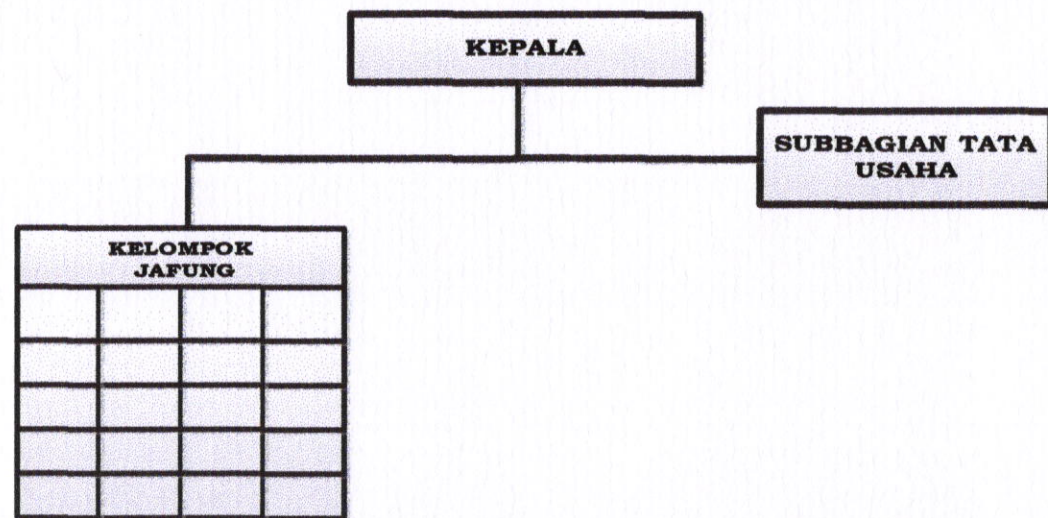 KEPALA
SUBBAGIAN TATA
USAHA
KELOMPOK
JAFUNG